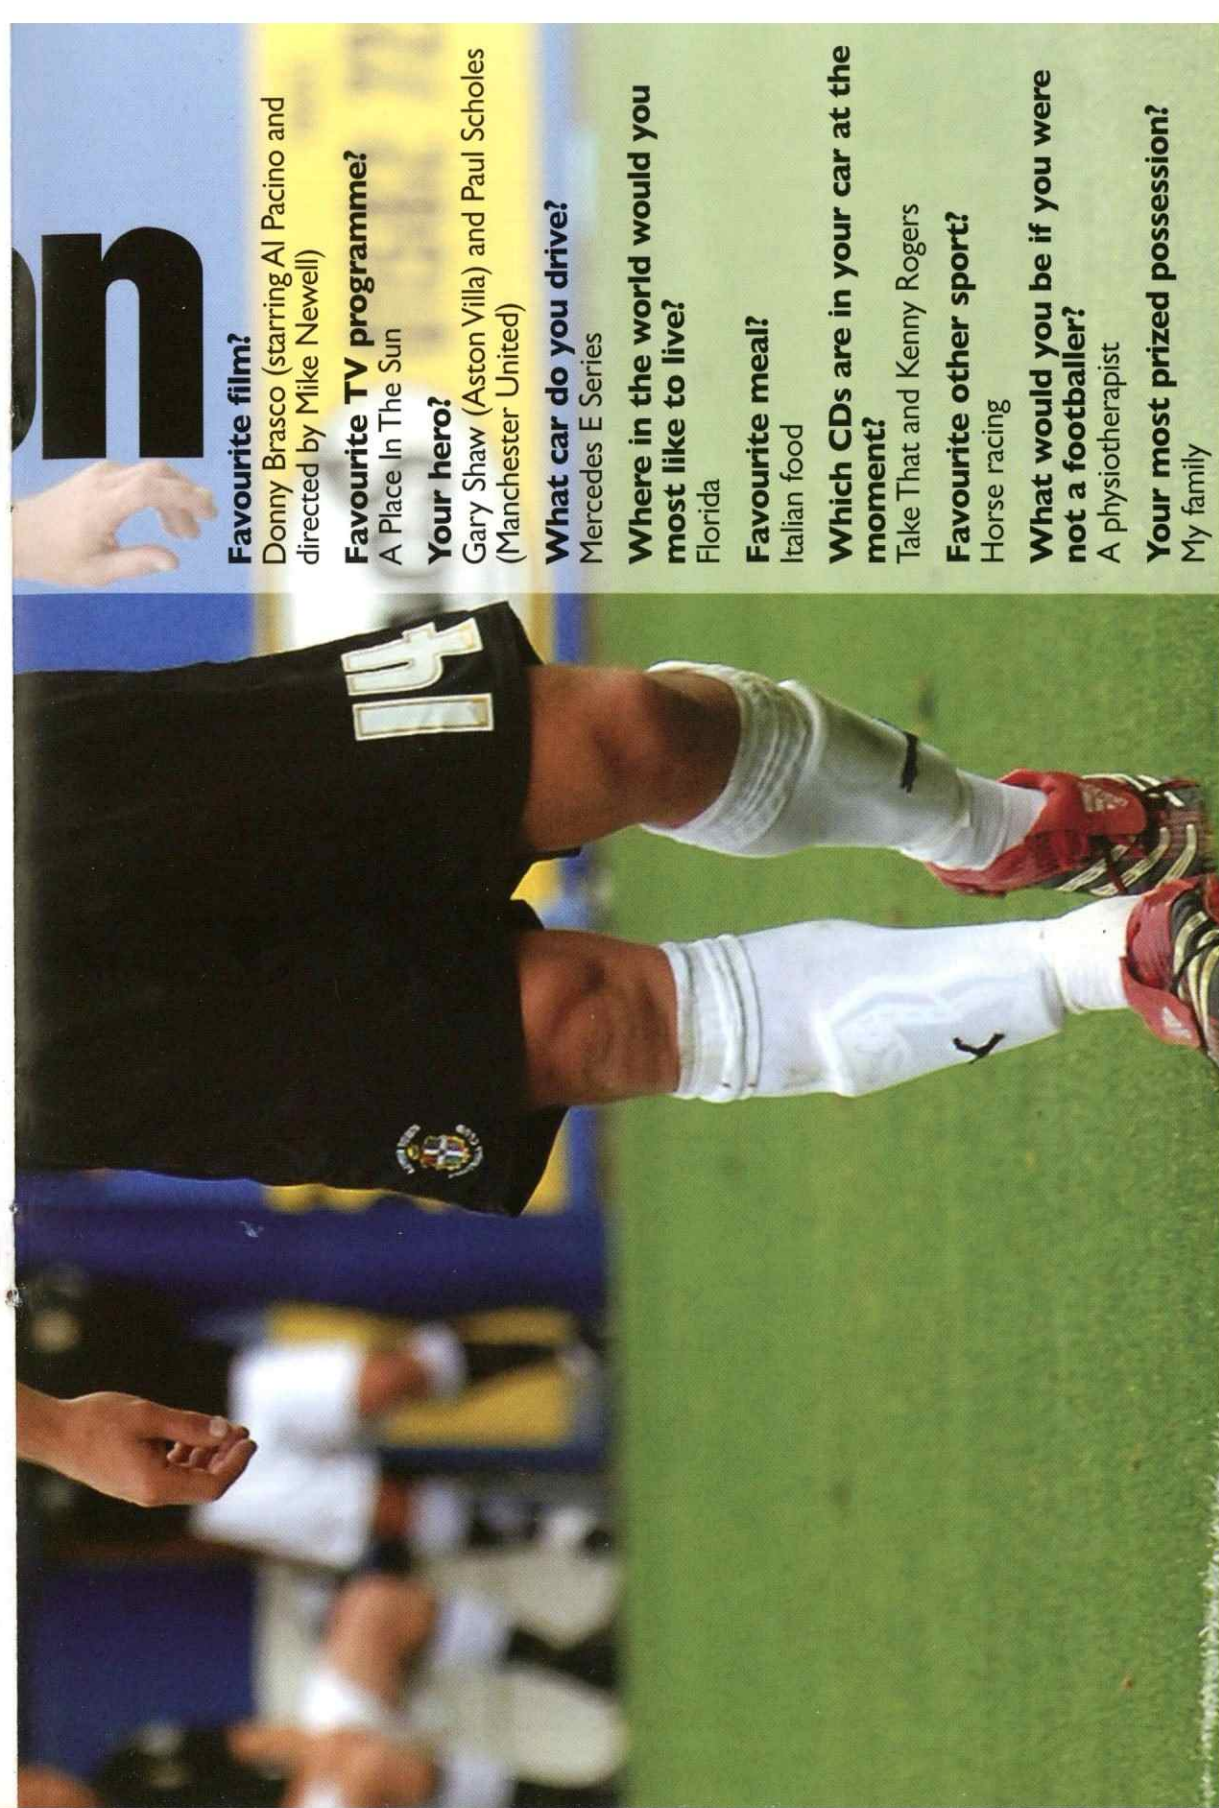 on
Favourite film?
Donny Brasco (starring Al Pacino and
directed by Mike Newell)
Favourite TV programme?
A Place In The Sun
Your hero?
Gary Shaw (Aston Villa) and Paul Scholes
(Manchester United)
What car do you drive?
Mercedes E Series
Where in the world would you
most like to live?
Florida
Favourite meal?
Italian food
Which CDs are in your car at the
moment?
Take That and Kenny Rogers
Favourite other sport?
Horse racing
What would you be if you were
not a footballer?
A physiotherapist
Your most prized possession?
My family
14